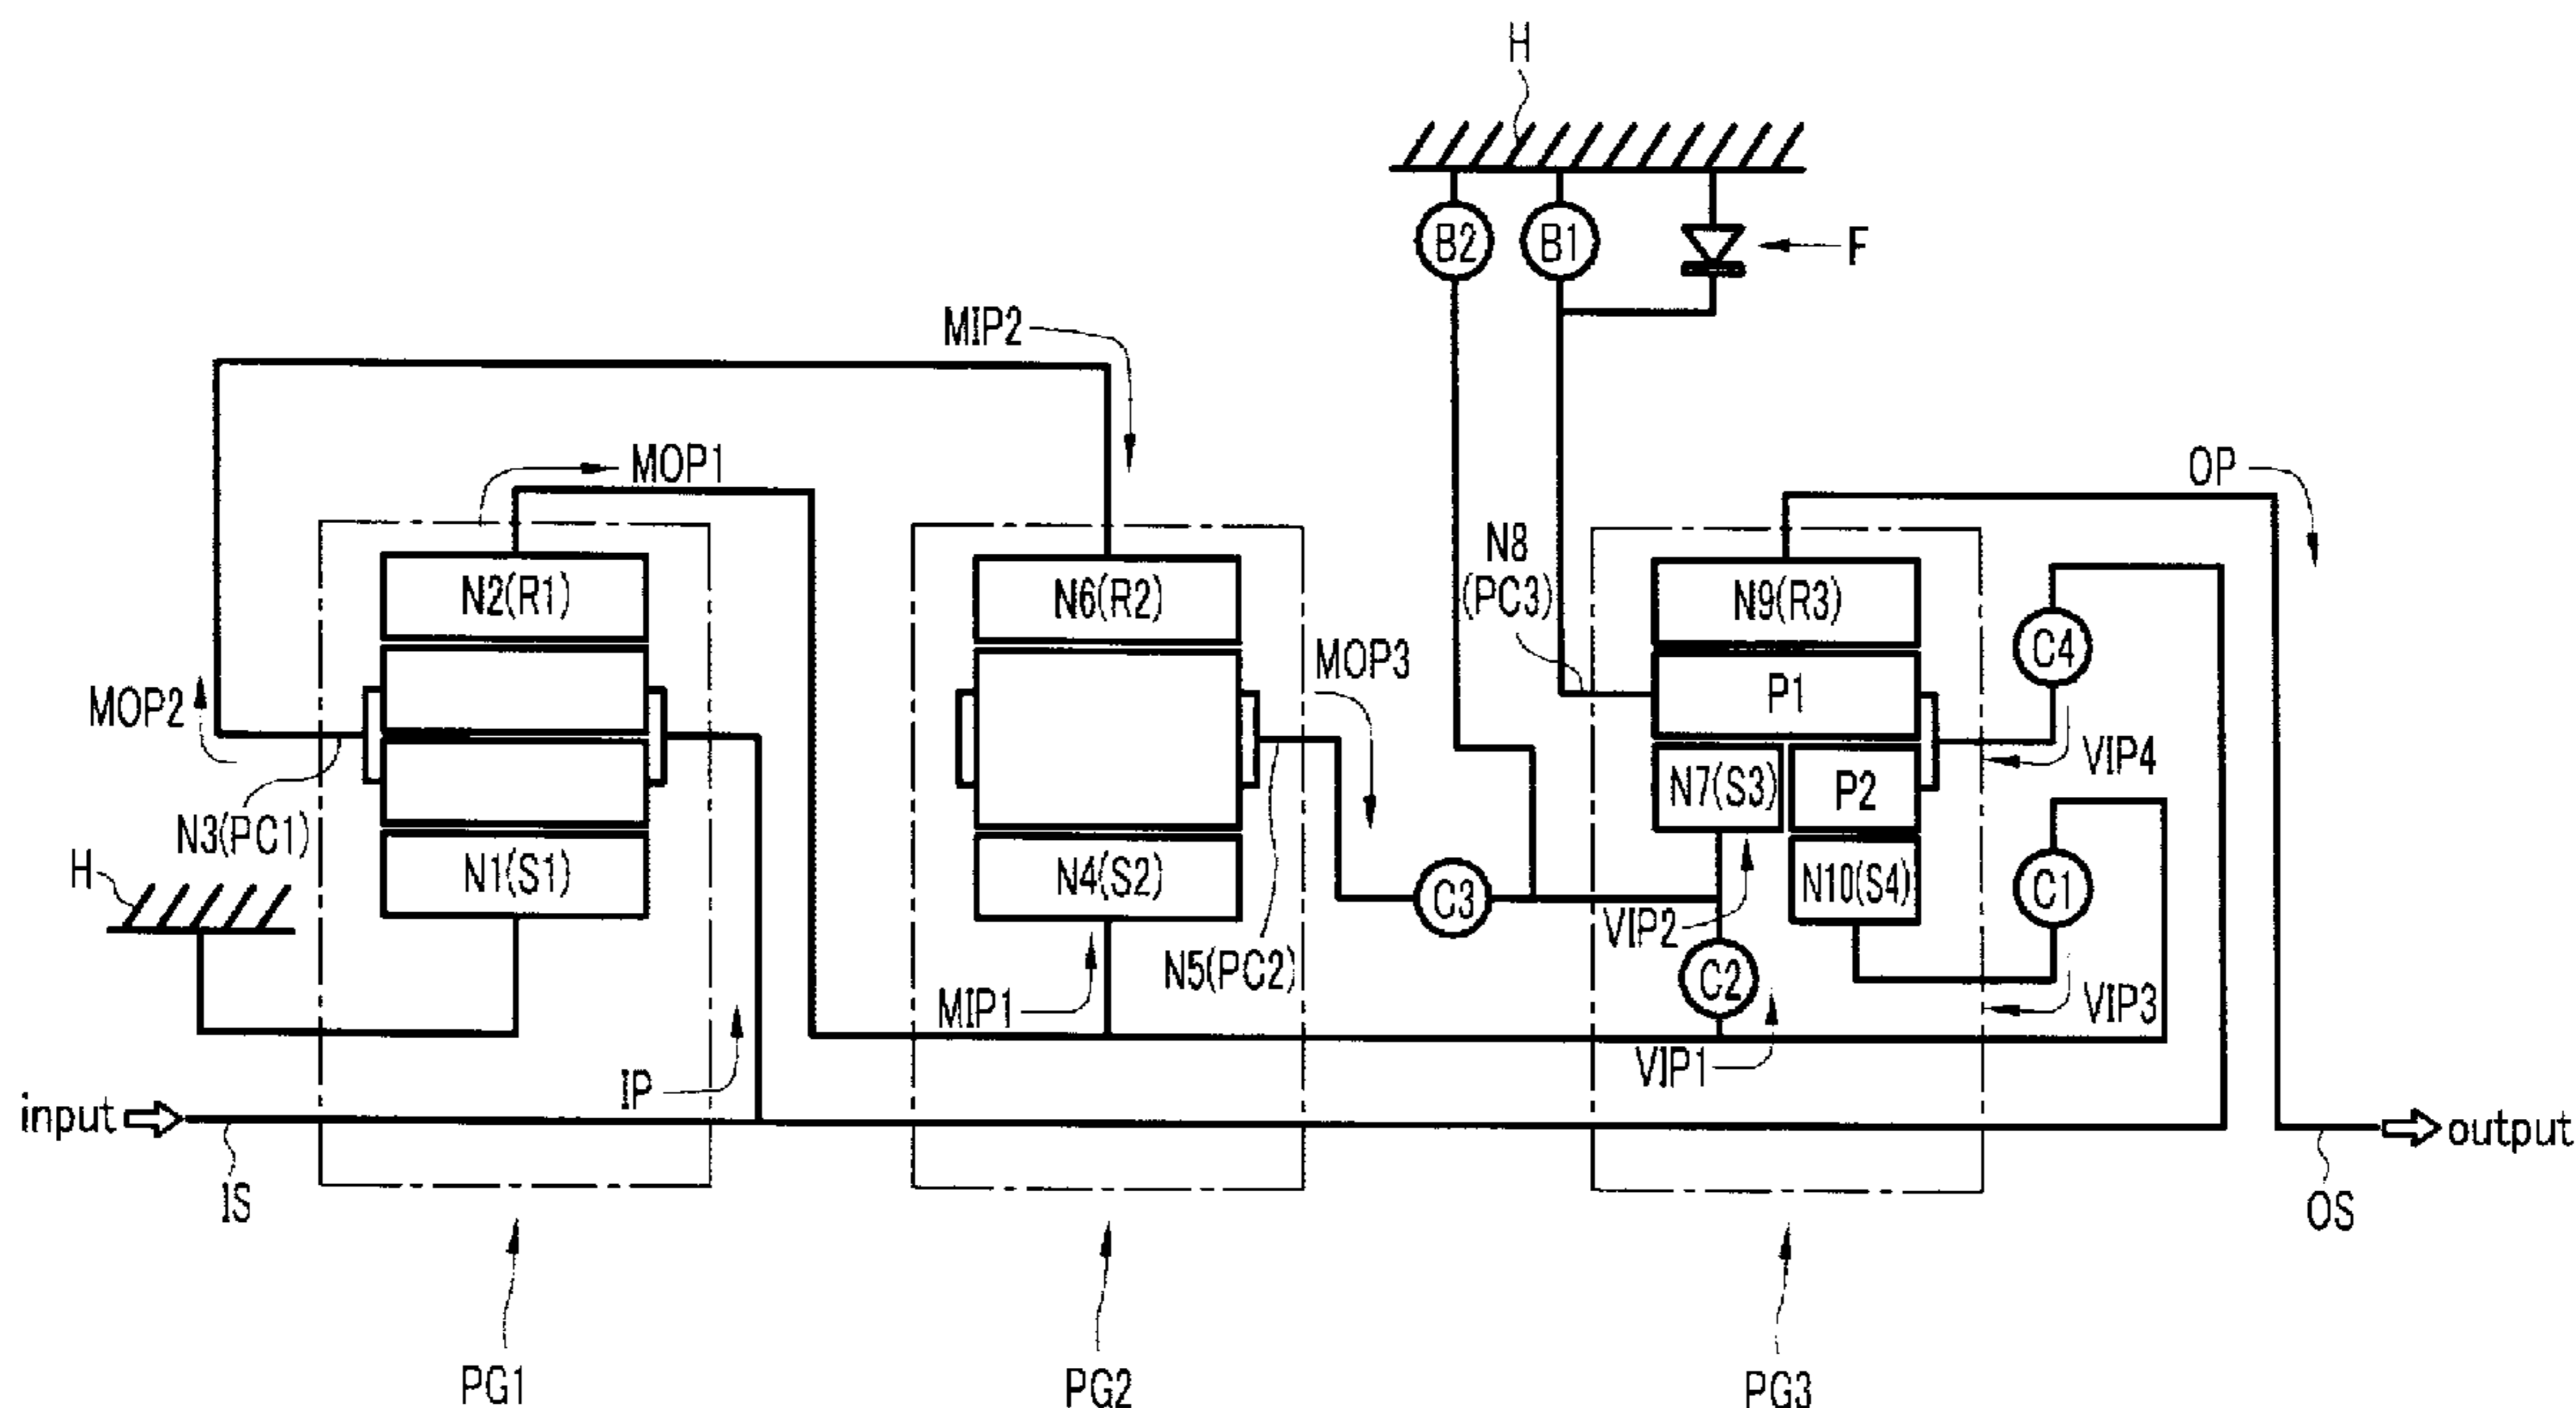 H
B2
B1
F
MIP2
MOP1
OP
N2(R1)
N6(R2)
N8
(PC3)
N9(R3)
C4
MOP3
MOP2
P1
VIP4
N7(S3)
P2
N3(PC1)
H
N1(S1)
N4(S2)
C3
N10(S4)
C1
VIP2
N5(PC2)
C2
MIP1
VIP3
VIP1
IP
input
output
IS
OS
PG1
PG2
PG3